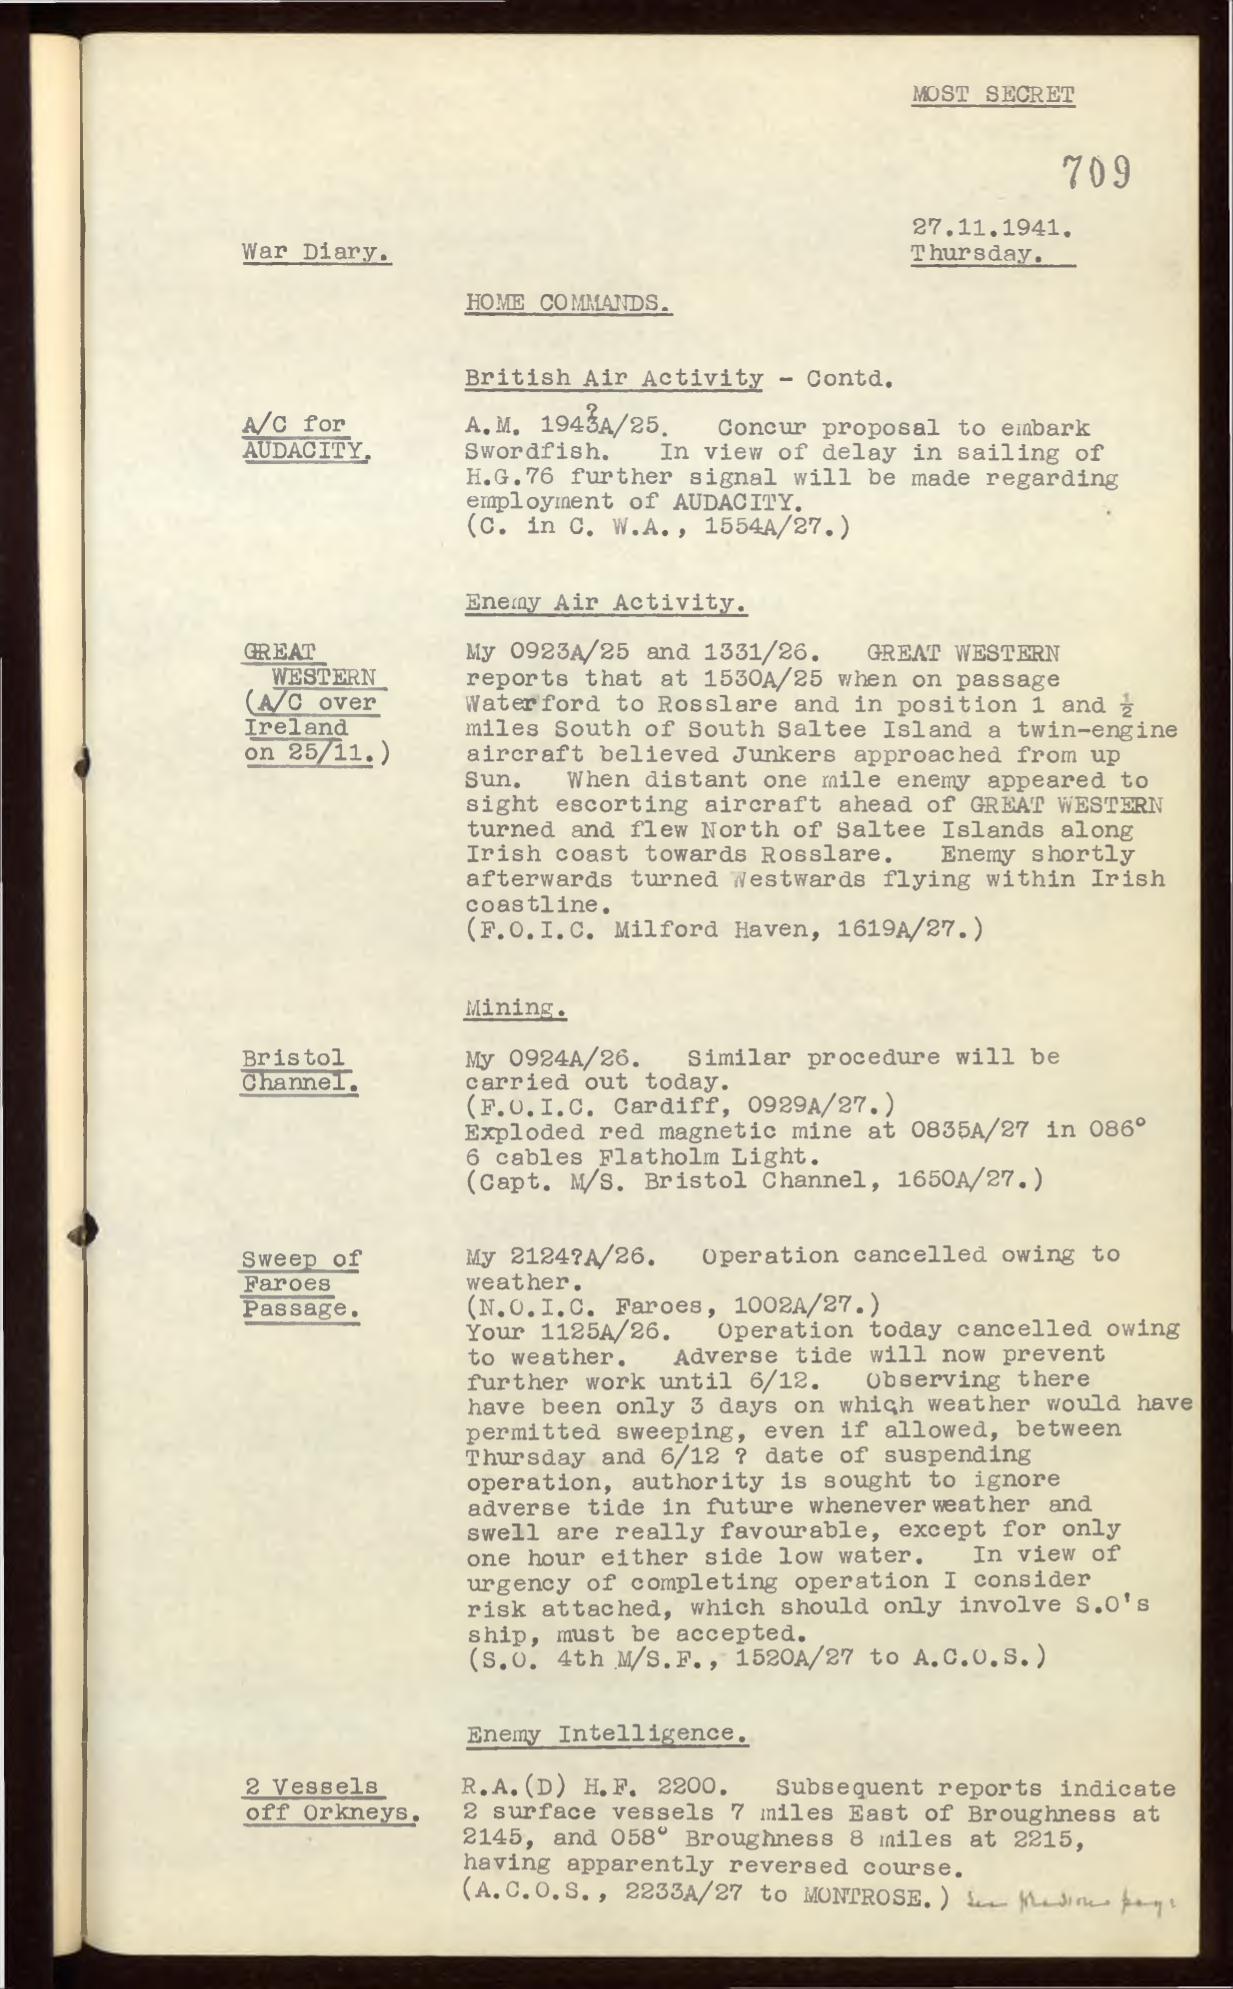 MOST SECRET
709
27.11.1941.
War Diary.
Thursday.
HOME COMMANDS.
British Air Activity - Contd.
A/C for
AUDACITY.
A.M. 1943?A/25. Concur proposal to embark
Swordfish. In view of delay in sailing of
H.G.76 further signal will be made regarding
employment of AUDACITY.
(C. in C. W.A., 1554A/27.)
Enemy Air Activity.
GREAT
WESTERN
(A/C over
Ireland
on 25/11.)
My 0923A/25 and 1331/26. GREAT WESTERN
reports that at 1530A/25 when on passage
Waterford to Rosslare and in position 1 and ½
miles South of South Saltee Island a twin-engine
aircraft believed Junkers approached from up
Sun. When distant one mile enemy appeared to
sight escorting aircraft ahead of GREAT WESTERN
turned and flew North of Saltee Islands along
Irish coast towards Rosslare. Enemy shortly
afterwards turned Westwards flying within Irish
coastline.
(F.O.I.C. Milford Haven, 1619A/27.)
Mining.
Bristol
Channel.
My 0924A/26. Similar procedure will be
carried out today.
(F.O.I.C. Cardiff, 0929A/27.)
Exploded red magnetic mine at 0835A/27 in 086°
6 cables Flatholm Light.
(Capt. M/S. Bristol Channel, 1650A/27.)
Sweep of
Faroes
Passage.
My 2124?A/26. Operation cancelled owing to
weather.
(N.O.I.C. Faroes, 1002A/27.)
Your 1125A/26. Operation today cancelled owing
to weather. Adverse tide will now prevent
further work until 6/12. Observing there
have been only 3 days on which weather would have
permitted sweeping, even if allowed, between
Thursday and 6/12 ? date of suspending
operation, authority is sought to ignore
adverse tide in future whenever weather and
swell are really favourable, except for only
one hour either side low water. In view of
urgency of completing operation I consider
risk attached, which should only involve S.O's
ship, must be accepted.
(S.O. 4th M/S.F., 1520A/27 to A.C.O.S.)
Enemy Intelligence.
2 Vessels
off Orkneys.
R.A.(D) H.F. 2200. Subsequent reports indicate
2 surface vessels 7 miles East of Broughness at
2145, and 058° Broughness 8 miles at 2215,
having apparently reversed course.
(A.C.O.S., 2233A/27 to MONTROSE.) See previous page